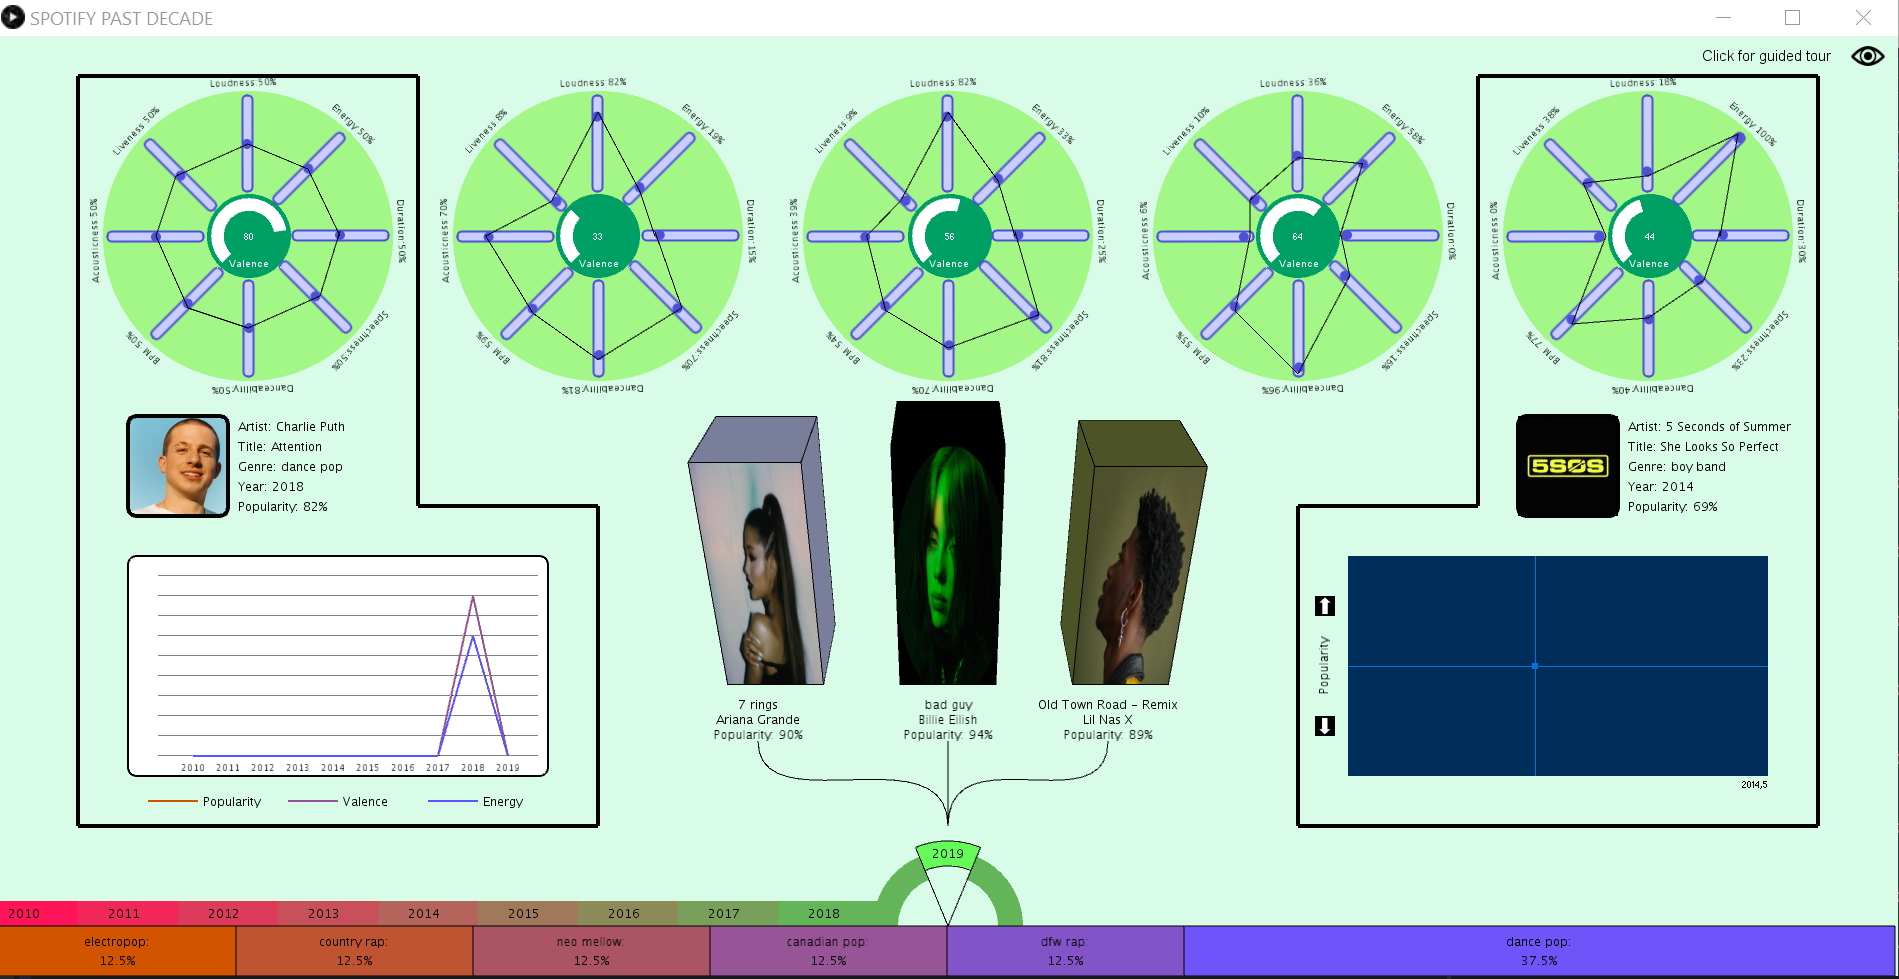 SPOTIFY PAST DECADE
Click for guided tour
Loudness:50%
Energy:50%
Duration:50%
Speechness:50%
Danceability:50%
BPM 50%
Acousticness 50%
Liveness 50%
80
Valence
Loudness:82%
Energy:19%
Duration:15%
Speechness:70%
Danceability:81%
BPM 59%
Acousticness 70%
Liveness 8%
33
Valence
Loudness:82%
Energy:33%
Duration:25%
Speechness:81%
Danceability:70%
BPM 54%
Acousticness 39%
Liveness 9%
56
Valence
Loudness:36%
Energy:58%
Duration:0%
Speechness:16%
Danceability:96%
BPM 55%
Acousticness 6%
Liveness 10%
64
Valence
Loudness:18%
Energy:100%
Duration:30%
Speechness:23%
Danceability:40%
BPM 77%
Acousticness 0%
Liveness 38%
44
Valence
Artist: Charlie Puth
Title: Attention
Genre: dance pop
Year: 2018
Popularity: 82%
5SOS
Artist: 5 Seconds of Summer
Title: She Looks So Perfect
Genre: boy band
Year: 2014
Popularity: 69%
2010 2011 2012 2013 2014 2015 2016 2017 2018 2019
Popularity Valence Energy
7 rings
Ariana Grande
Popularity: 90%
bad guy
Billie Eilish
Popularity: 94%
Old Town Road - Remix
Lil Nas X
Popularity: 89%
Popularity
2014,5
2019
2010 2011 2012 2013 2014 2015 2016 2017 2018
electropop:
12.5%
country rap:
12.5%
neo mellow:
12.5%
canadian pop:
12.5%
dfw rap:
12.5%
dance pop:
37.5%